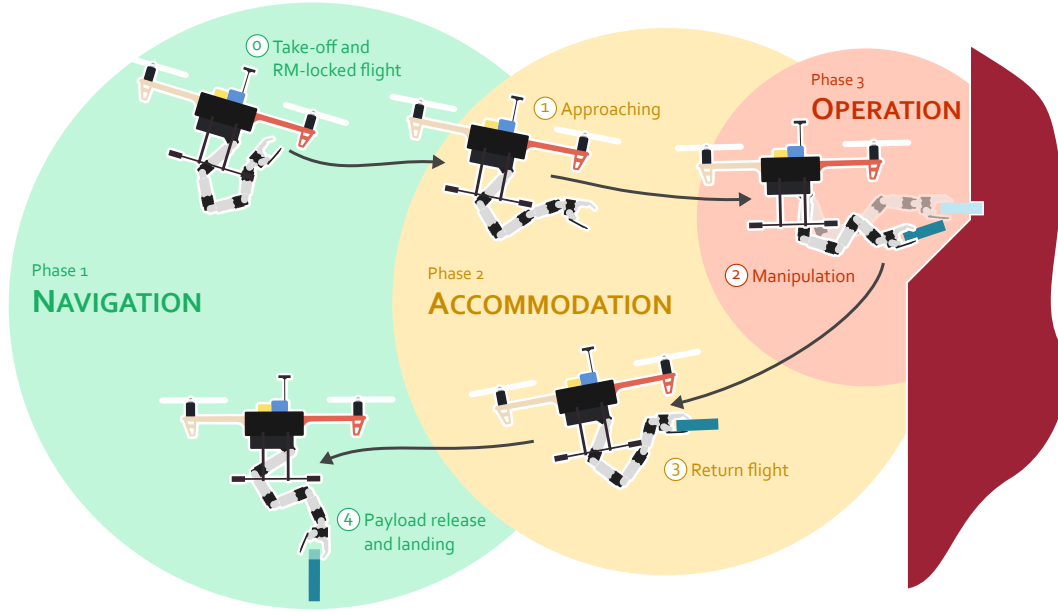 0 Take-off and
RM-locked flight
1 Approaching
Phase 3
OPERATION
Phase 1
NAVIGATION
Phase 2
ACCOMMODATION
2 Manipulation
3 Return flight
4 Payload release
and landing